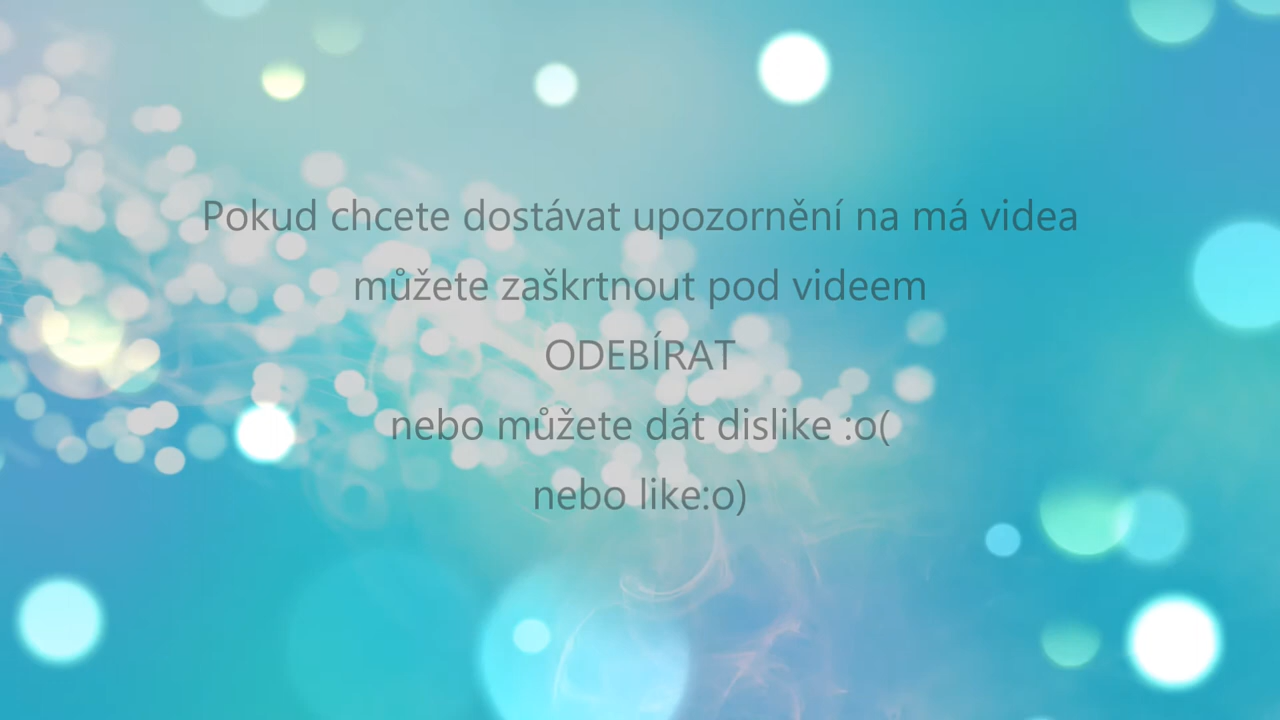 Pokud chcete dostávat upozornění na má videa
můžete zaškrtnout pod videem
ODEBÍRAT
nebo můžete dát dislike :o(
nebo like:o)